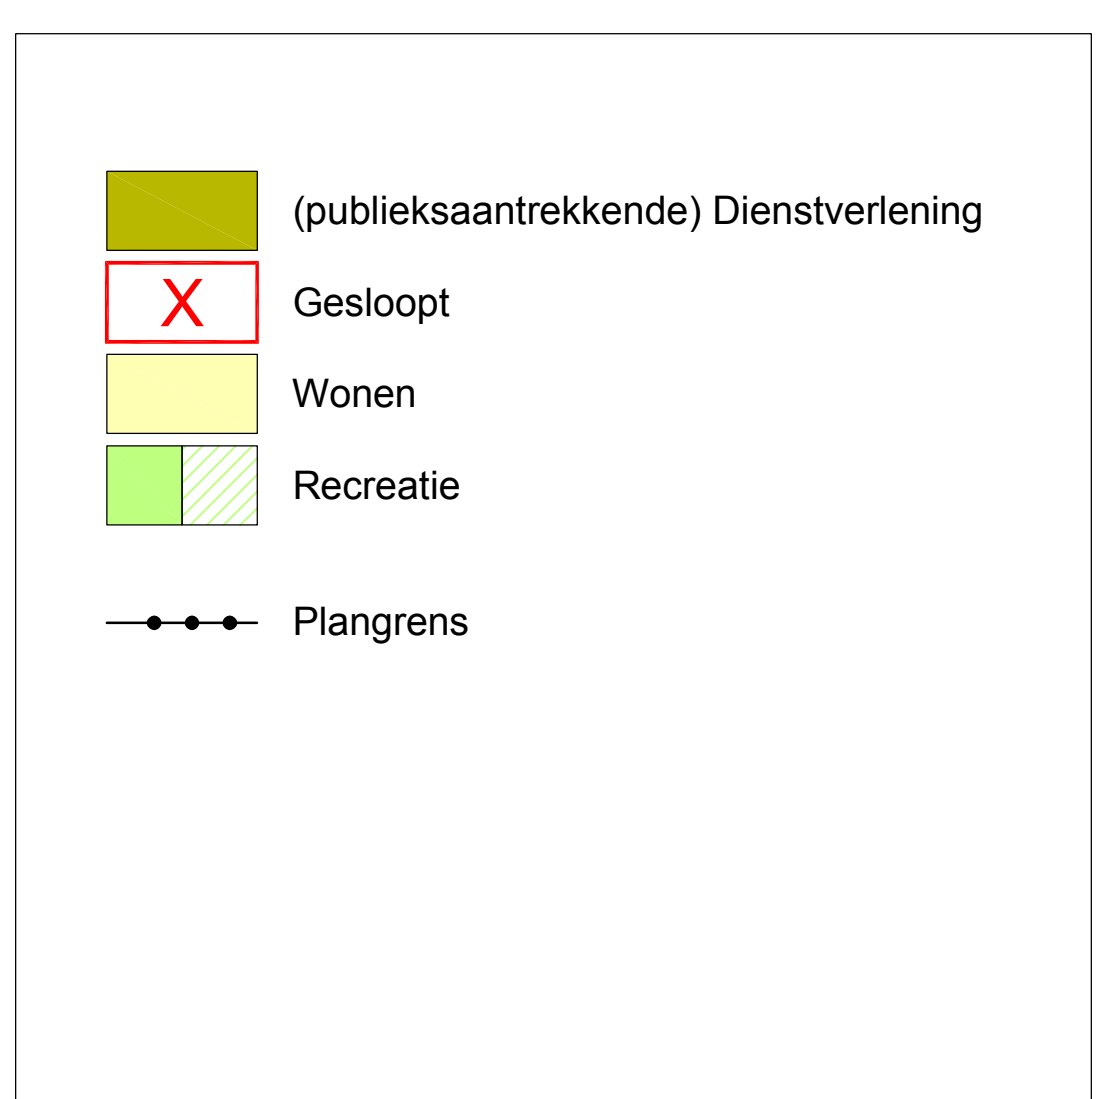 (publieksaantrekkende) Dienstverlening
X
Gesloopt
Wonen
Recreatie
Plangrens